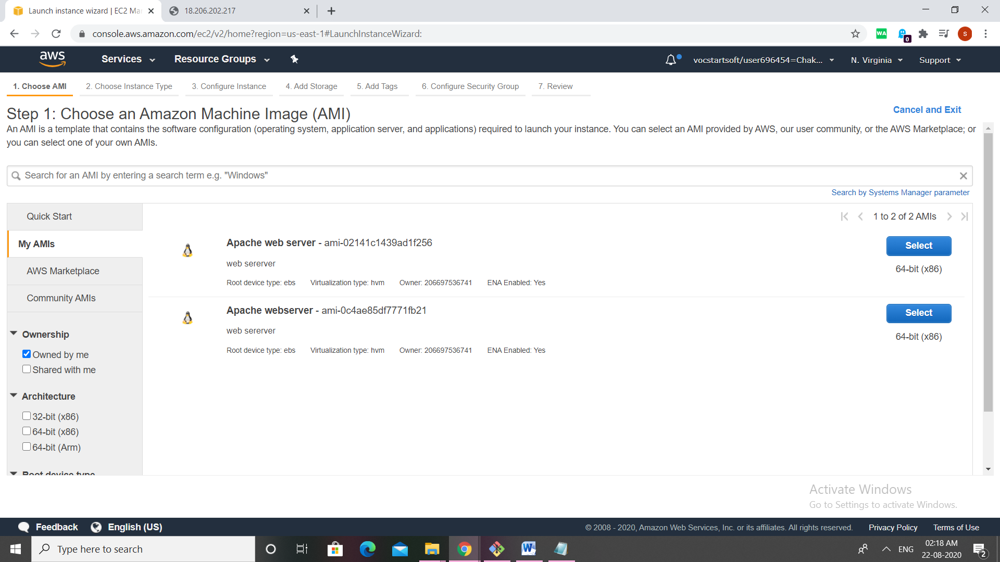 Launch instance wizard | EC2 Mar
18.206.202.217
console.aws.amazon.com/ec2/v2/home?region=us-east-1#LaunchInstanceWizard:
WA
0
S
aws
Services
Resource Groups
vocstartsoft/user696454=Chak...
N. Virginia
Support
1. Choose AMI
2. Choose Instance Type
3. Configure Instance
4. Add Storage
5. Add Tags
6. Configure Security Group
7. Review
Step 1: Choose an Amazon Machine Image (AMI)
Cancel and Exit
An AMI is a template that contains the software configuration (operating system, application server, and applications) required to launch your instance. You can select an AMI provided by AWS, our user community, or the AWS Marketplace; or
you can select one of your own AMIs.
Search for an AMI by entering a search term e.g. "Windows"
Search by Systems Manager parameter
Quick Start
My AMIs
AWS Marketplace
Community AMIs
Ownership
Owned by me
Shared with me
Architecture
32-bit (x86)
64-bit (x86)
64-bit (Arm)
Root device type
1 to 2 of 2 AMIs
Apache web server - ami-02141c1439ad1f256
web sererver
Root device type: ebs Virtualization type: hvm Owner: 206697536741 ENA Enabled: Yes
Select
64-bit (x86)
Apache webserver - ami-0c4ae85df7771fb21
web sererver
Root device type: ebs Virtualization type: hvm Owner: 206697536741 ENA Enabled: Yes
Select
64-bit (x86)
Activate Windows
Go to Settings to activate Windows.
Feedback
English (US)
© 2008 - 2020, Amazon Web Services, Inc. or its affiliates. All rights reserved.
Privacy Policy
Terms of Use
Type here to search
ENG
02:18 AM
22-08-2020
2